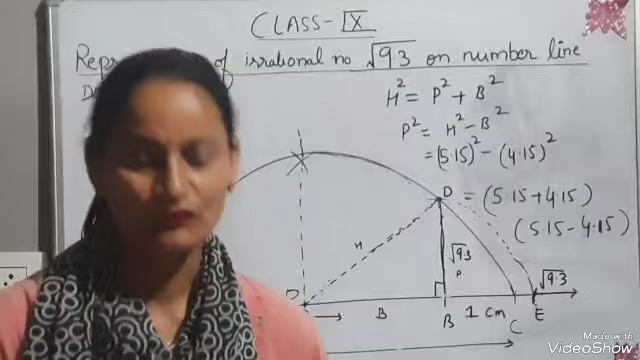 CLASS-IX
Repr of irrational no √9.3 on number line
H² = P² + B²
P² = H² - B²
= (5.15)² - (4.15)²
D = (5.15+4.15)
(5.15-4.15)
H
√9.3
P
√9.3
B
B
1 cm
C
E
Made with
VideoShow